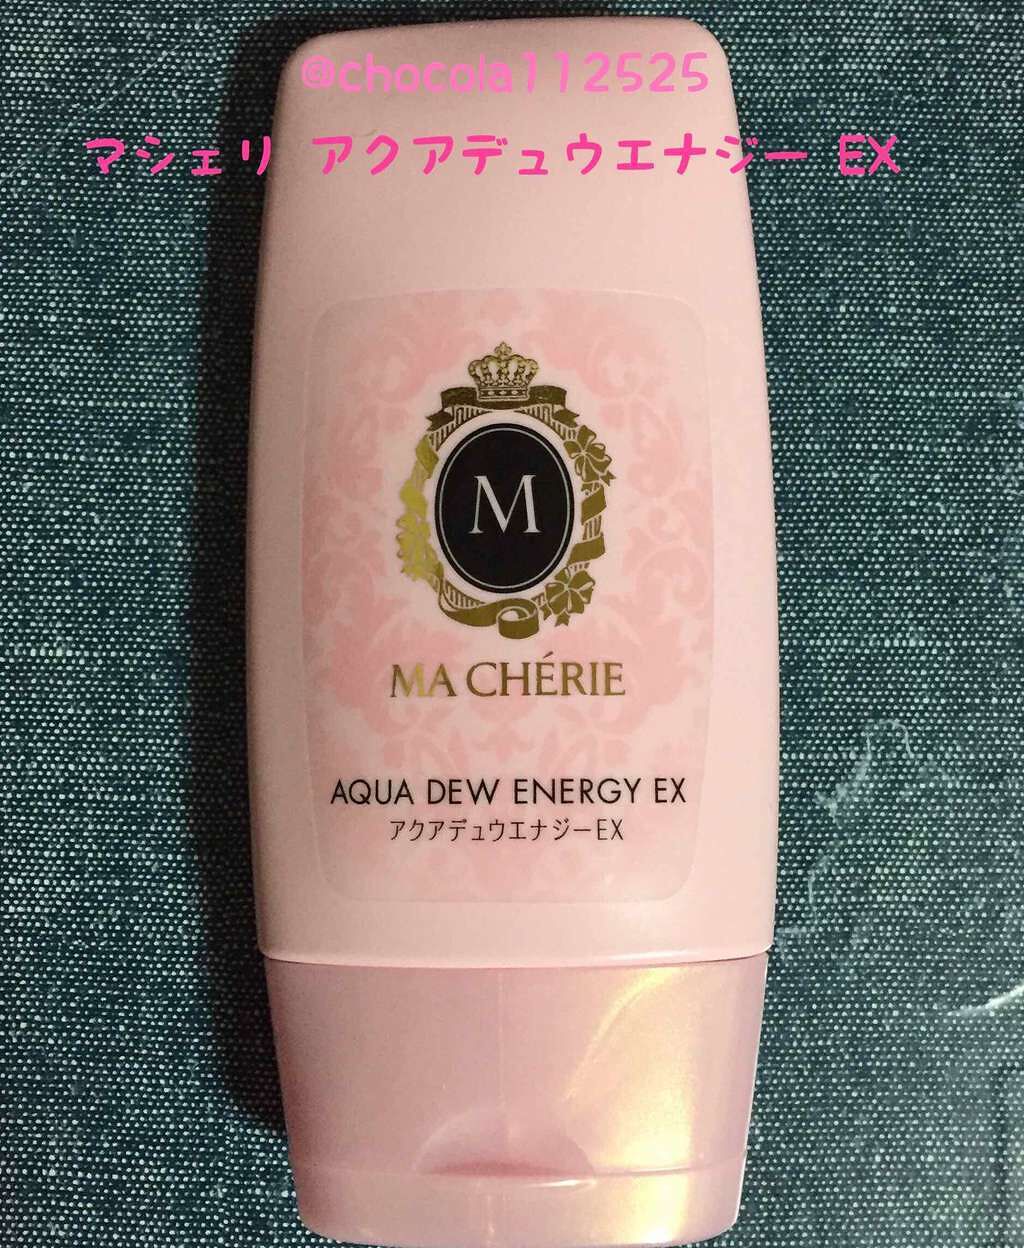 @chocola112525
マシェリ アクアデュウエナジー EX
M
MA CHÉRIE
AQUA DEW ENERGY EX
アクアデュウエナジーEX